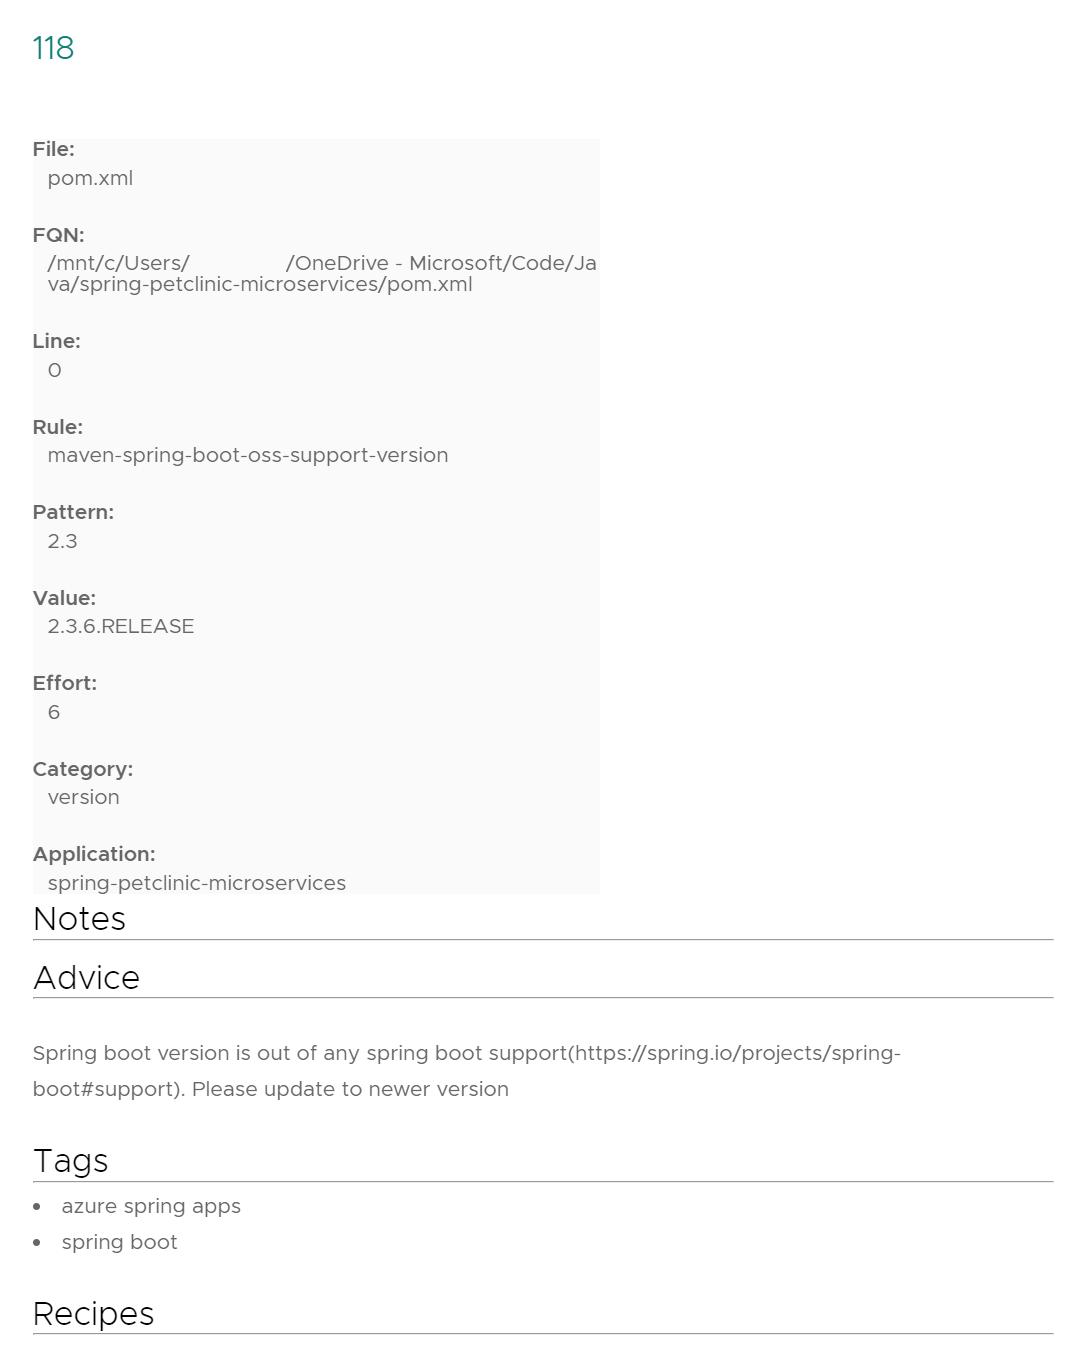 118
File:
pom.xml
FQN:
/mnt/c/Users/ /OneDrive - Microsoft/Code/Ja
va/spring-petclinic-microservices/pom.xml
Line:
0
Rule:
maven-spring-boot-oss-support-version
Pattern:
2.3
Value:
2.3.6.RELEASE
Effort:
6
Category:
version
Application:
spring-petclinic-microservices
Notes
Advice
Spring boot version is out of any spring boot support(https://spring.io/projects/spring-
boot#support). Please update to newer version
Tags
• azure spring apps
• spring boot
Recipes